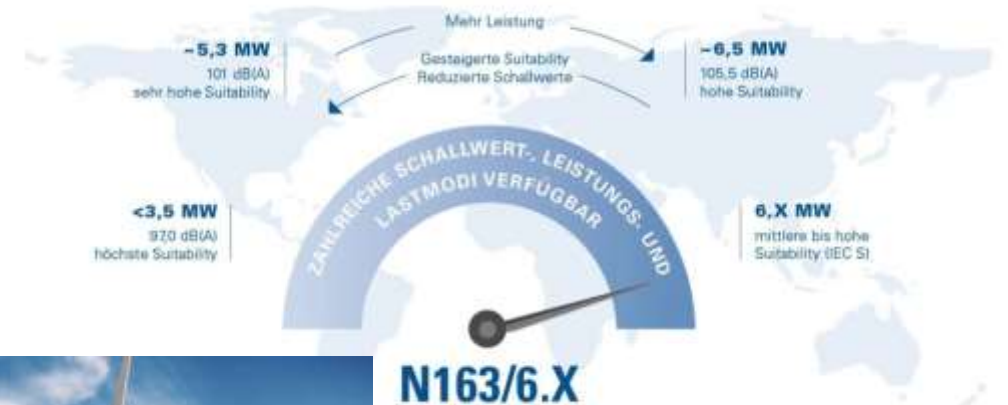 Mehr Leistung
~5,3 MW
101 dB(A)
sehr hohe Suitability
Gesteigerte Suitability
Reduzierte Schallwerte
~6,5 MW
105,5 dB(A)
hohe Suitability
ZAHLREICHE SCHALLWERT-, LEISTUNGS- UND
LASTMODI VERFÜGBAR
<3,5 MW
97,0 dB(A)
höchste Suitability
6,X MW
mittlere bis hohe
Suitability (IEC S)
N163/6.X